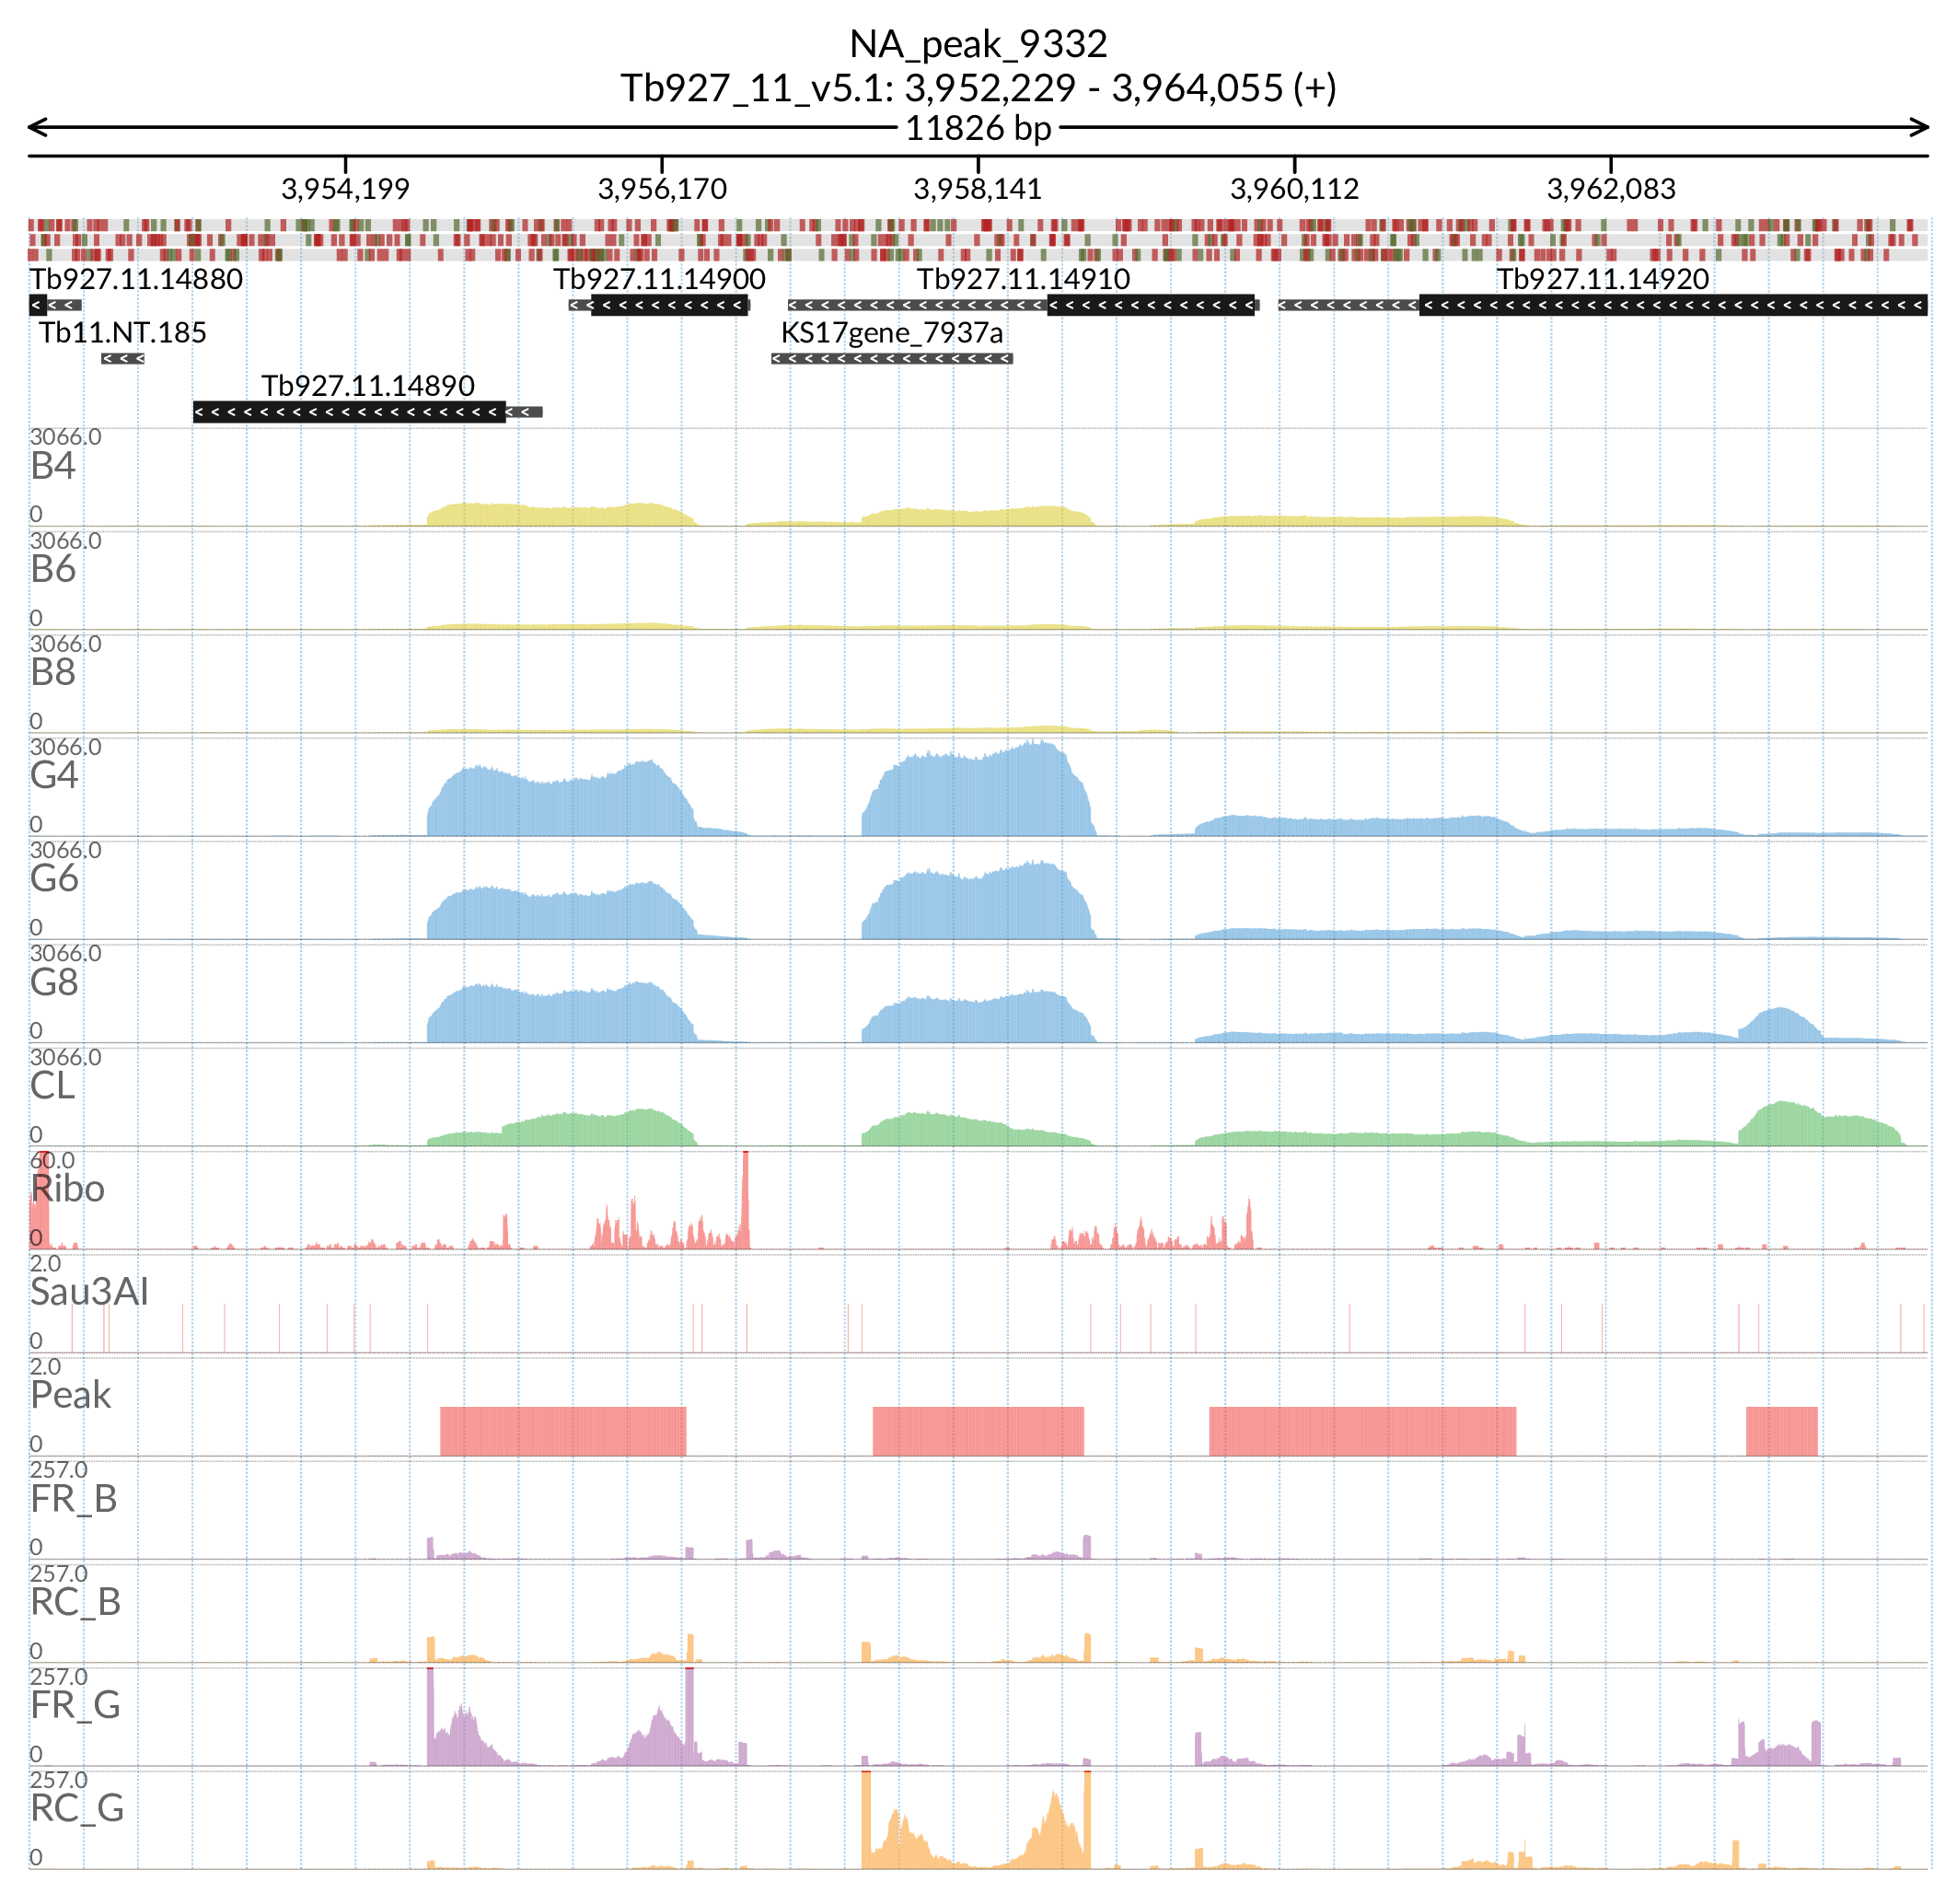 NA_peak_9332
Tb927_11_v5.1: 3,952,229 - 3,964,055 (+)
11826 bp
3,954,199 3,956,170 3,958,141 3,960,112 3,962,083
Tb927.11.14880 Tb927.11.14900 Tb927.11.14910 Tb927.11.14920
Tb11.NT.185 KS17gene_7937a
Tb927.11.14890
3066.0
B4
0
3066.0
B6
0
3066.0
B8
0
3066.0
G4
0
3066.0
G6
0
3066.0
G8
0
3066.0
CL
0
60.0
Ribo
0
2.0
Sau3AI
0
2.0
Peak
0
257.0
FR_B
0
257.0
RC_B
0
257.0
FR_G
0
257.0
RC_G
0